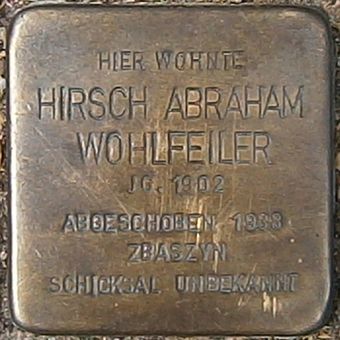 HIER WOHNTE
HIRSCH ABRAHAM
WOHLFEILER
JG. 1902
ABGESCHOBEN 1938
ZBASZYN
SCHICKSAL UNBEKANNT